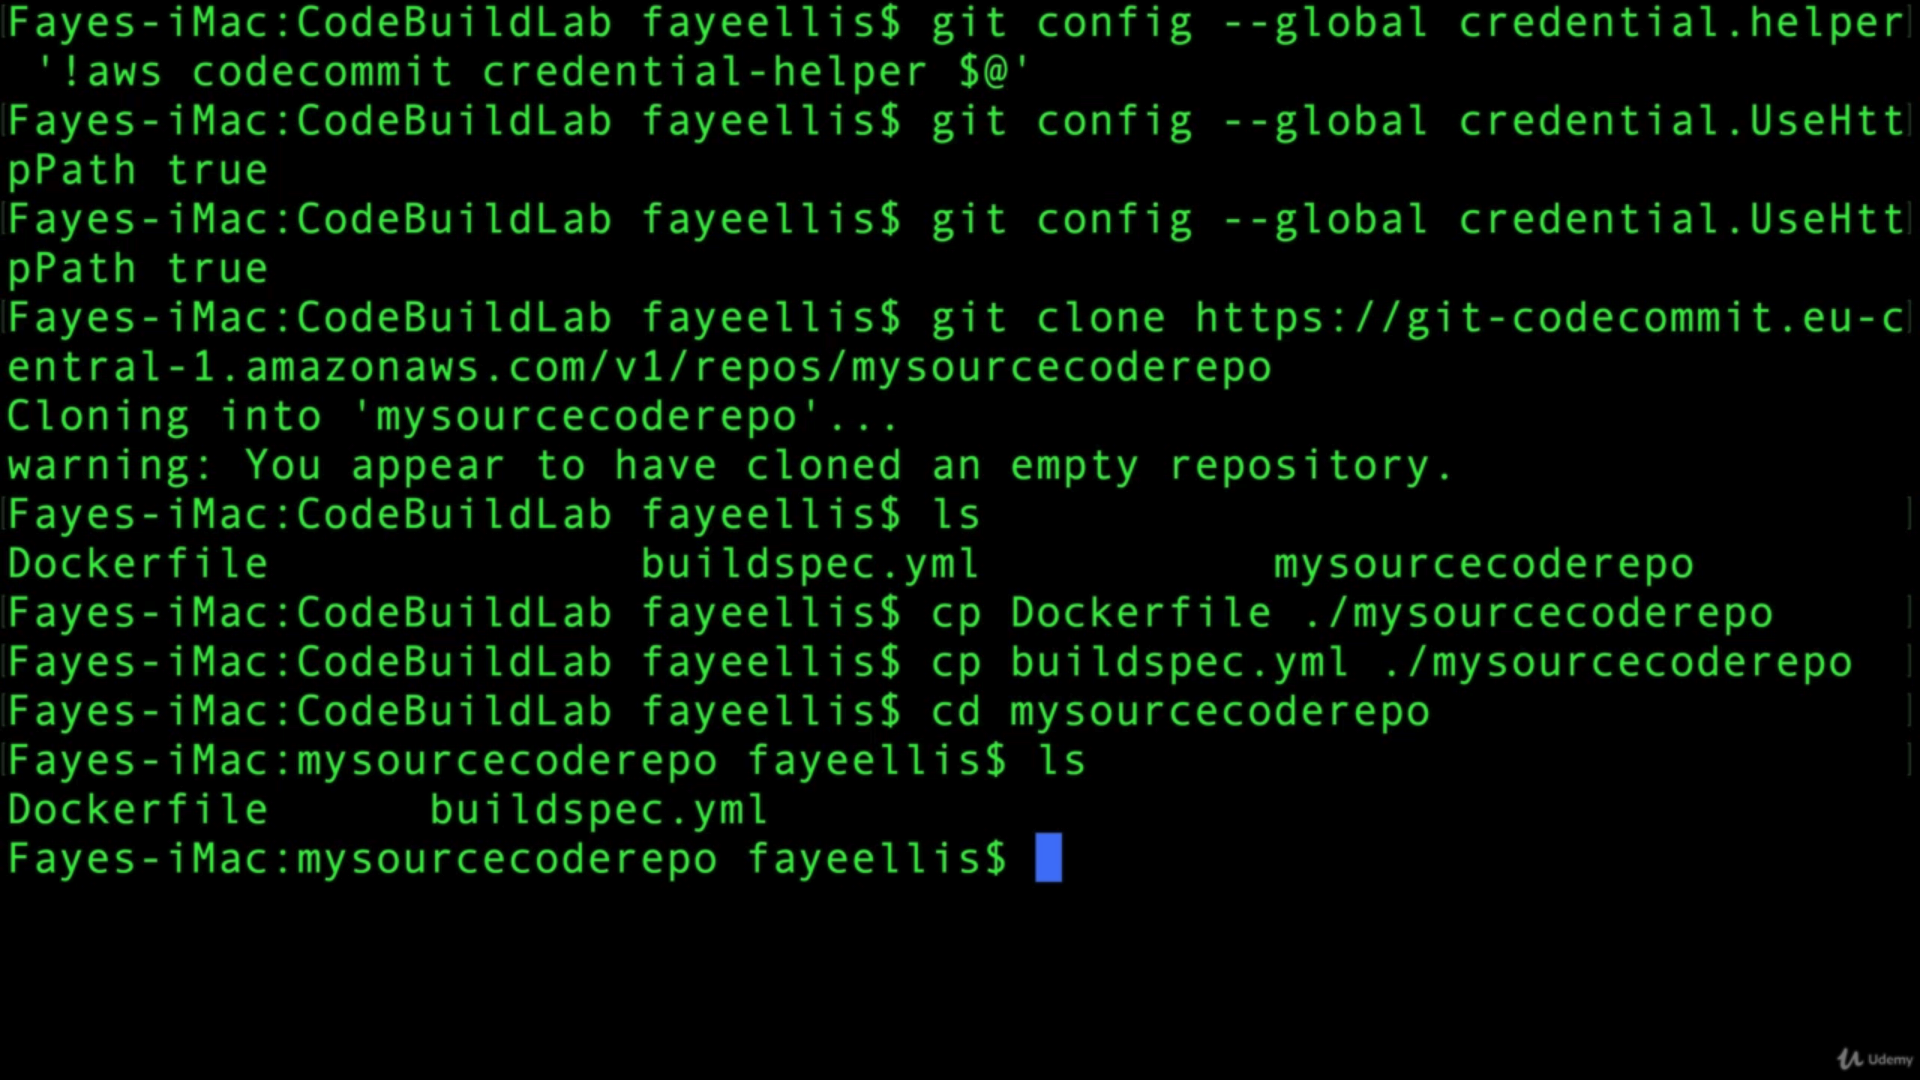 Fayes-iMac:CodeBuildLab fayeellis$ git config --global credential.helper
'!aws codecommit credential-helper $@'
Fayes-iMac:CodeBuildLab fayeellis$ git config --global credential.UseHtt
pPath true
Fayes-iMac:CodeBuildLab fayeellis$ git config --global credential.UseHtt
pPath true
Fayes-iMac:CodeBuildLab fayeellis$ git clone https://git-codecommit.eu-c
entral-1.amazonaws.com/v1/repos/mysourcecoderepo
Cloning into 'mysourcecoderepo'...
warning: You appear to have cloned an empty repository.
Fayes-iMac:CodeBuildLab fayeellis$ ls
Dockerfile buildspec.yml mysourcecoderepo
Fayes-iMac:CodeBuildLab fayeellis$ cp Dockerfile ./mysourcecoderepo
Fayes-iMac:CodeBuildLab fayeellis$ cp buildspec.yml ./mysourcecoderepo
Fayes-iMac:CodeBuildLab fayeellis$ cd mysourcecoderepo
Fayes-iMac:mysourcecoderepo fayeellis$ ls
Dockerfile buildspec.yml
Fayes-iMac:mysourcecoderepo fayeellis$
Udemy